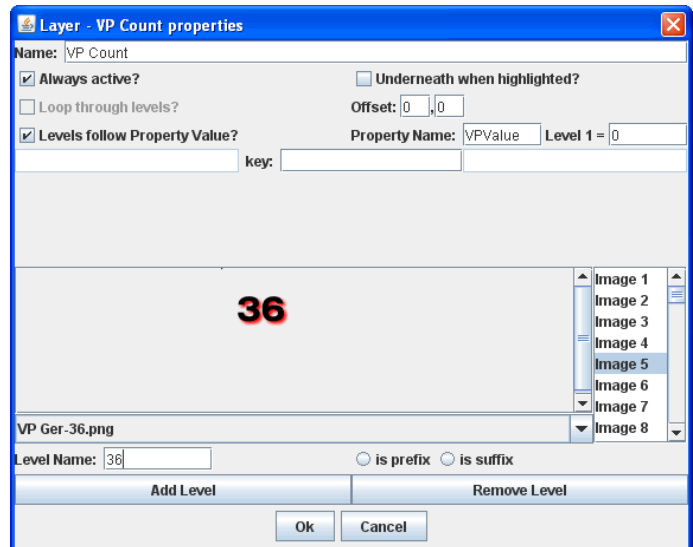 Layer - VP Count properties
Name: VP Count
Always active? Underneath when highlighted?
Loop through levels? Offset: 0 ,0
Levels follow Property Value? Property Name: VPValue Level 1 = 0
key:
36
Image 1
Image 2
Image 3
Image 4
Image 5
Image 6
Image 7
Image 8
VP Ger-36.png
Level Name: 36 is prefix is suffix
Add Level Remove Level
Ok Cancel